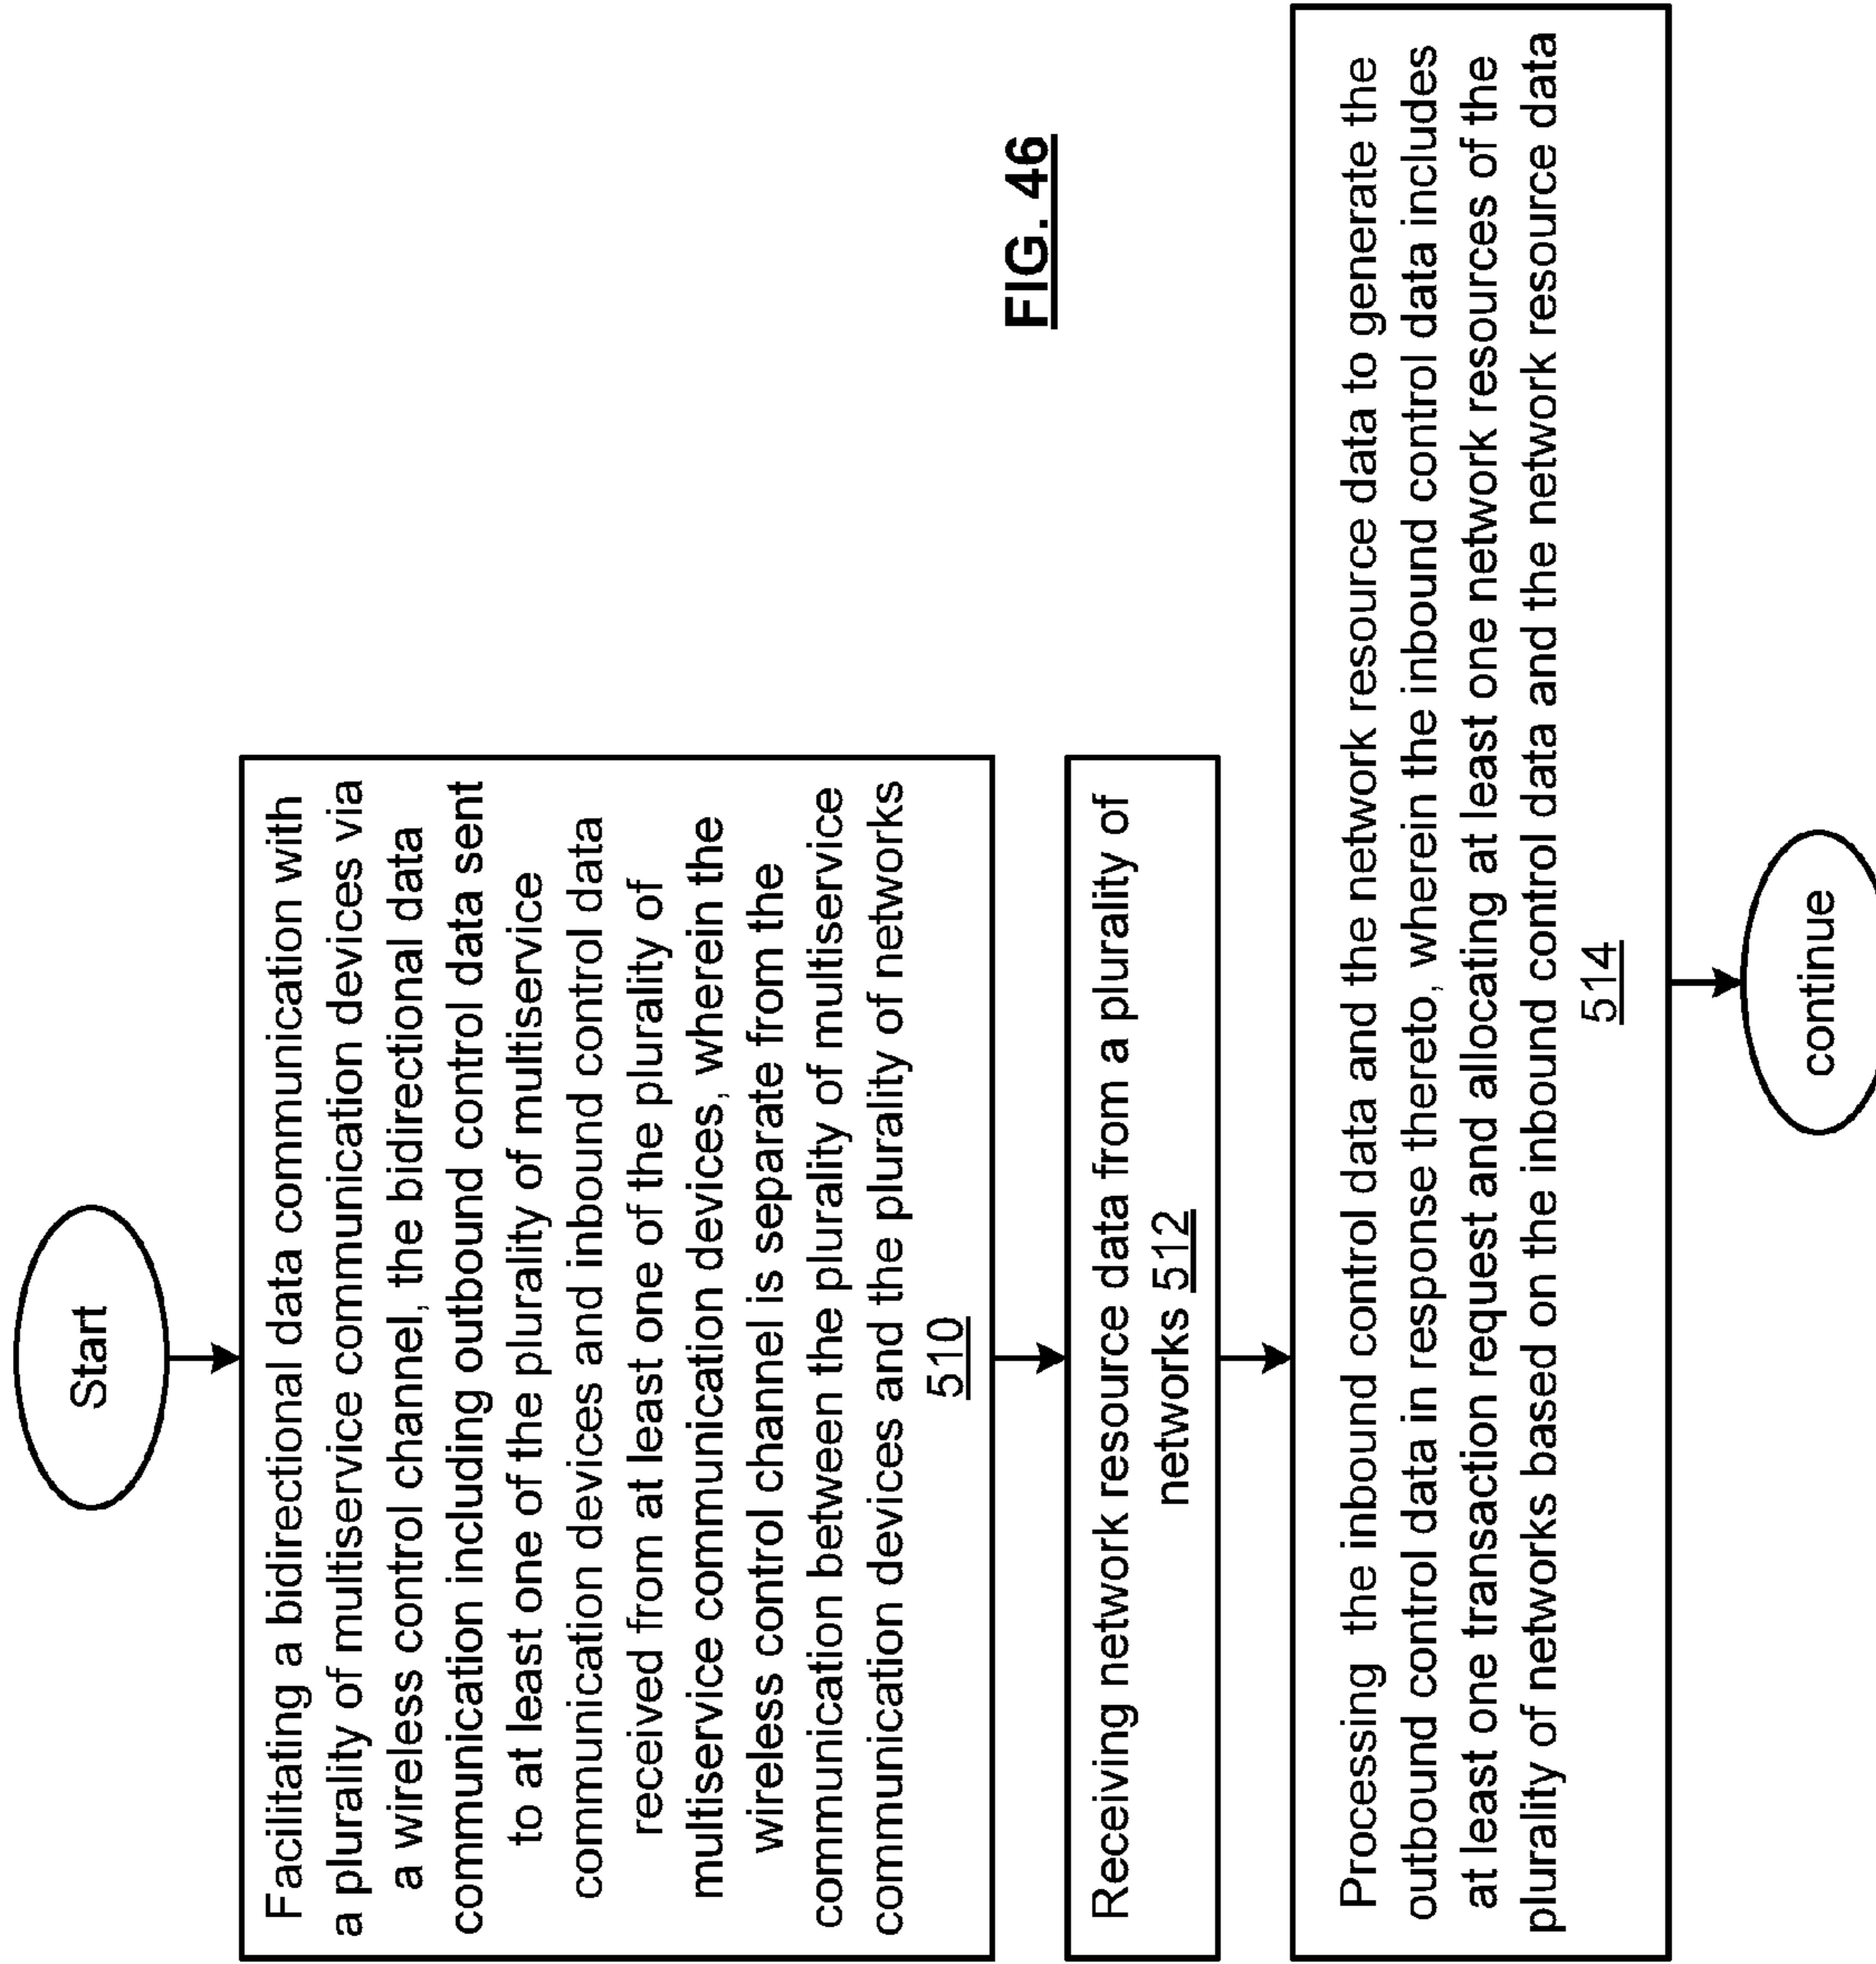 Start
Facilitating a bidirectional data communication with
a plurality of multiservice communication devices via
a wireless control channel, the bidirectional data
communication including outbound control data sent
to at least one of the plurality of multiservice
communication devices and inbound control data
received from at least one of the plurality of
multiservice communication devices, wherein the
wireless control channel is separate from the
communication between the plurality of multiservice
communication devices and the plurality of networks
510
Receiving network resource data from a plurality of
networks 512
Processing the inbound control data and the network resource data to generate the
outbound control data in response thereto, wherein the inbound control data includes
at least one transaction request and allocating at least one network resources of the
plurality of networks based on the inbound control data and the network resource data
514
continue
FIG. 46